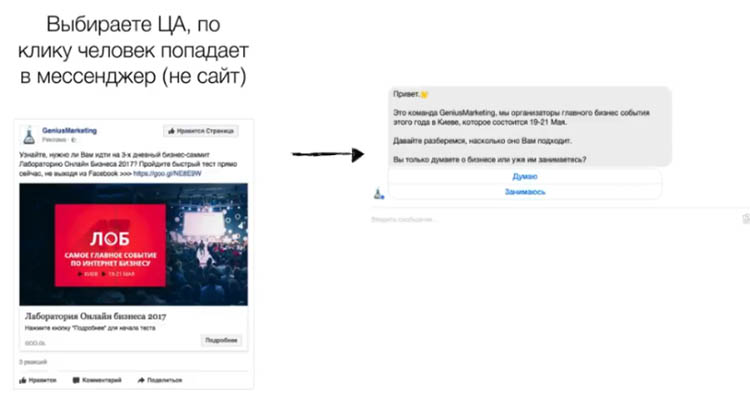 Выбираете ЦА, по
клику человек попадает
в мессенджер (не сайт)
GeniusMarketing
Реклама
Нравится Страница
Узнайте, нужно ли Вам идти на 3-х дневный бизнес-саммит
Лабораторию Онлайн Бизнеса 2017? Пройдите быстрый тест прямо
сейчас, не выходя из Facebook >>> https://goo.gl/NE8E9W
ЛОБ
САМОЕ ГЛАВНОЕ СОБЫТИЕ
ПО ИНТЕРНЕТ БИЗНЕСУ
КИЕВ 19-21 МАЯ
Лаборатория Онлайн бизнеса 2017
Нажмите кнопку "Подробнее" для начала теста
GOO.GL
Подробнее
3 реакций
Нравится Комментарий Поделиться
Привет.
Это команда GeniusMarketing, мы организаторы главного бизнес события
этого года в Киеве, которое состоится 19-21 Мая.
Давайте разберемся, насколько оно Вам подходит.
Вы только думаете о бизнесе или уже им занимаетесь?
Думаю
Занимаюсь
Введите сообщение...